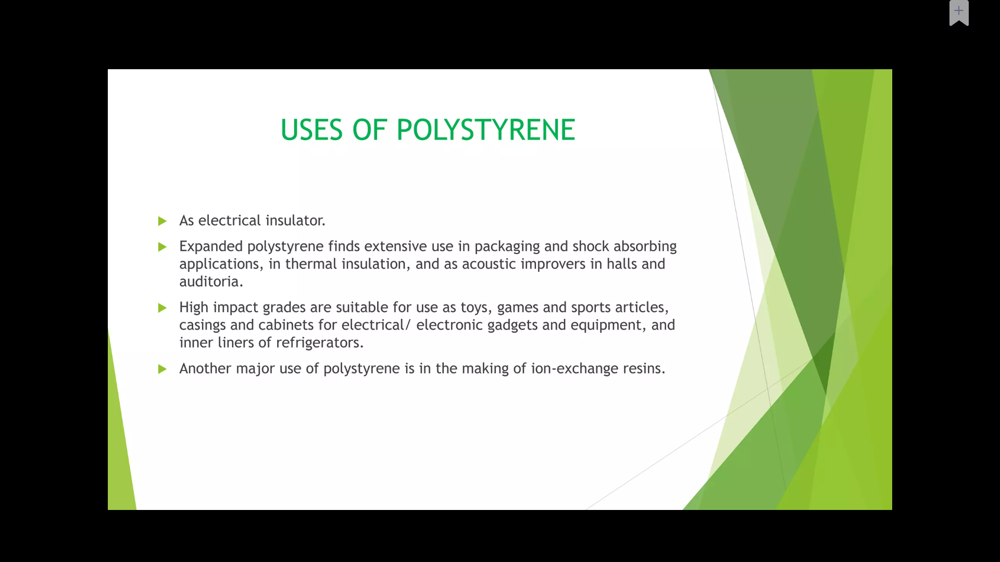 USES OF POLYSTYRENE
As electrical insulator.
Expanded polystyrene finds extensive use in packaging and shock absorbing
applications, in thermal insulation, and as acoustic improvers in halls and
auditoria.
High impact grades are suitable for use as toys, games and sports articles,
casings and cabinets for electrical/ electronic gadgets and equipment, and
inner liners of refrigerators.
Another major use of polystyrene is in the making of ion-exchange resins.